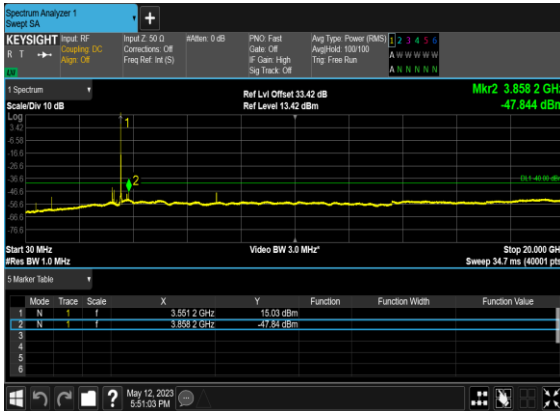 Spectrum Analyzer 1
Swept SA
+
KEYSIGHT Input: RF Input Z: 50 Ω #Atten: 0 dB PNO: Fast Avg Type: Power (RMS) 1 2 3 4 5 6
R T Coupling: DC Corrections: Off Gate: Off Avg|Hold: 100/100 A W W W W W
Align: Off Freq Ref: Int (S) IF Gain: High Trig: Free Run
Sig Track: Off A N N N N N
1 Spectrum Ref Lvl Offset 33.42 dB Mkr2 3.858 2 GHz
Scale/Div 10 dB Ref Level 13.42 dBm -47.844 dBm
Log
3.42 1
-6.58
-16.6
-26.6
-36.6 2 DL1 -40.00 dBm
-46.6
-56.6
-66.6
-76.6
Start 30 MHz Video BW 3.0 MHz* Stop 20.000 GHz
#Res BW 1.0 MHz Sweep 34.7 ms (40001 pts)
5 Marker Table
Mode Trace Scale X Y Function Function Width Function Value
1 N 1 f 3.551 2 GHz 15.03 dBm
2 N 1 f 3.858 2 GHz -47.84 dBm
3
4
5
6
? May 12, 2023
5:51:03 PM